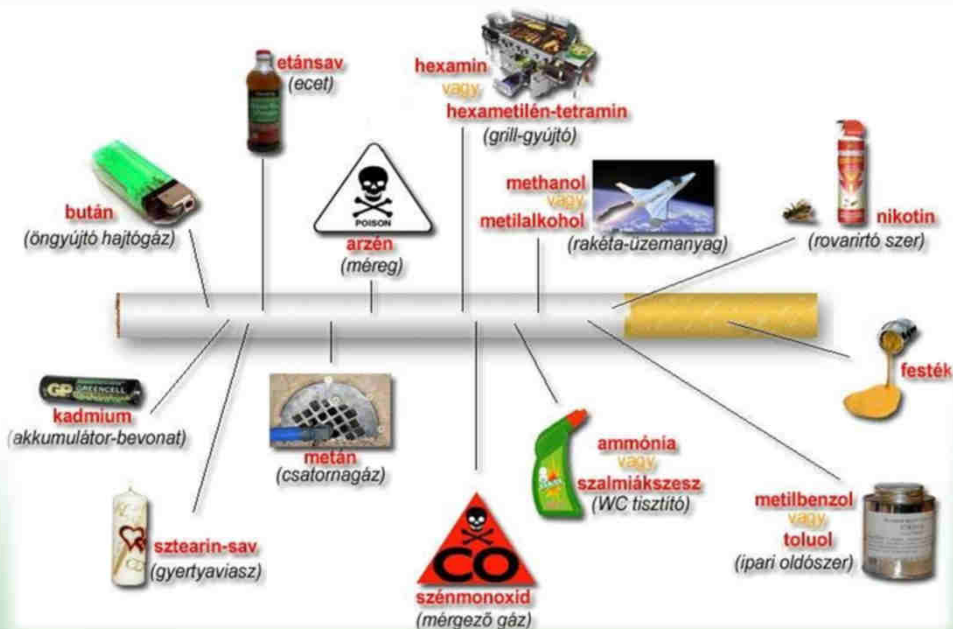 etánsav
(ecet)
hexamin
vagy
hexametilén-tetramin
(grill-gyújtó)
bután
(öngyújtó hajtógáz)
POISON
arzén
(méreg)
methanol
vagy
metilalkohol
(rakéta-üzemanyag)
nikotin
(rovarirtó szer)
festék
GP
GREENCELL
kadmium
(akkumulátor-bevonat)
metán
(csatornagáz)
ammónia
vagy
szalmiákszesz
(WC tisztító)
sztearin-sav
(gyertyaviasz)
CO
szénmonoxid
(mérgező gáz)
metilbenzol
vagy
toluol
(ipari oldószer)